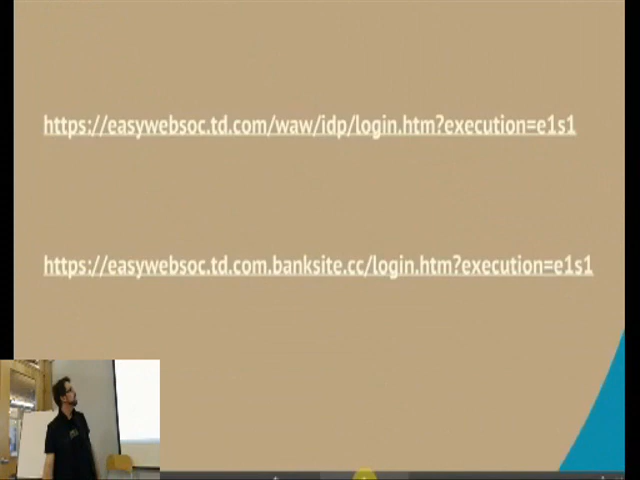 https://easywebsoc.td.com/waw/idp/login.htm?execution=e1s1
https://easywebsoc.td.com.banksite.cc/login.htm?execution=e1s1